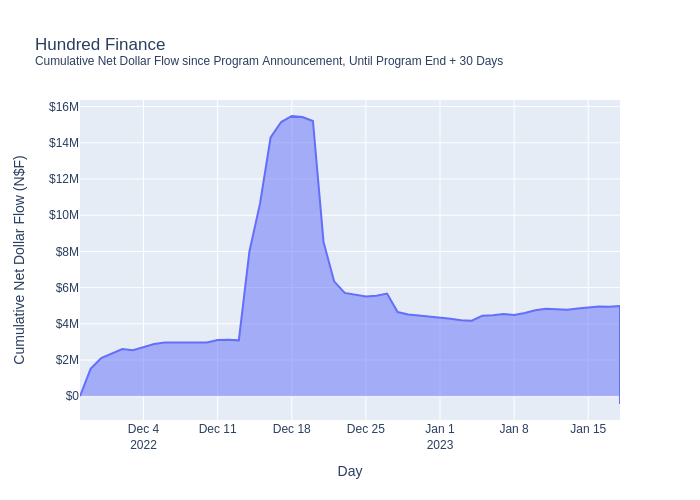 Hundred Finance
Cumulative Net Dollar Flow since Program Announcement, Until Program End + 30 Days
Cumulative Net Dollar Flow (N$F)
$16M
$14M
$12M
$10M
$8M
$6M
$4M
$2M
$0
Dec 4 Dec 11 Dec 18 Dec 25 Jan 1 Jan 8 Jan 15
2022 2023
Day